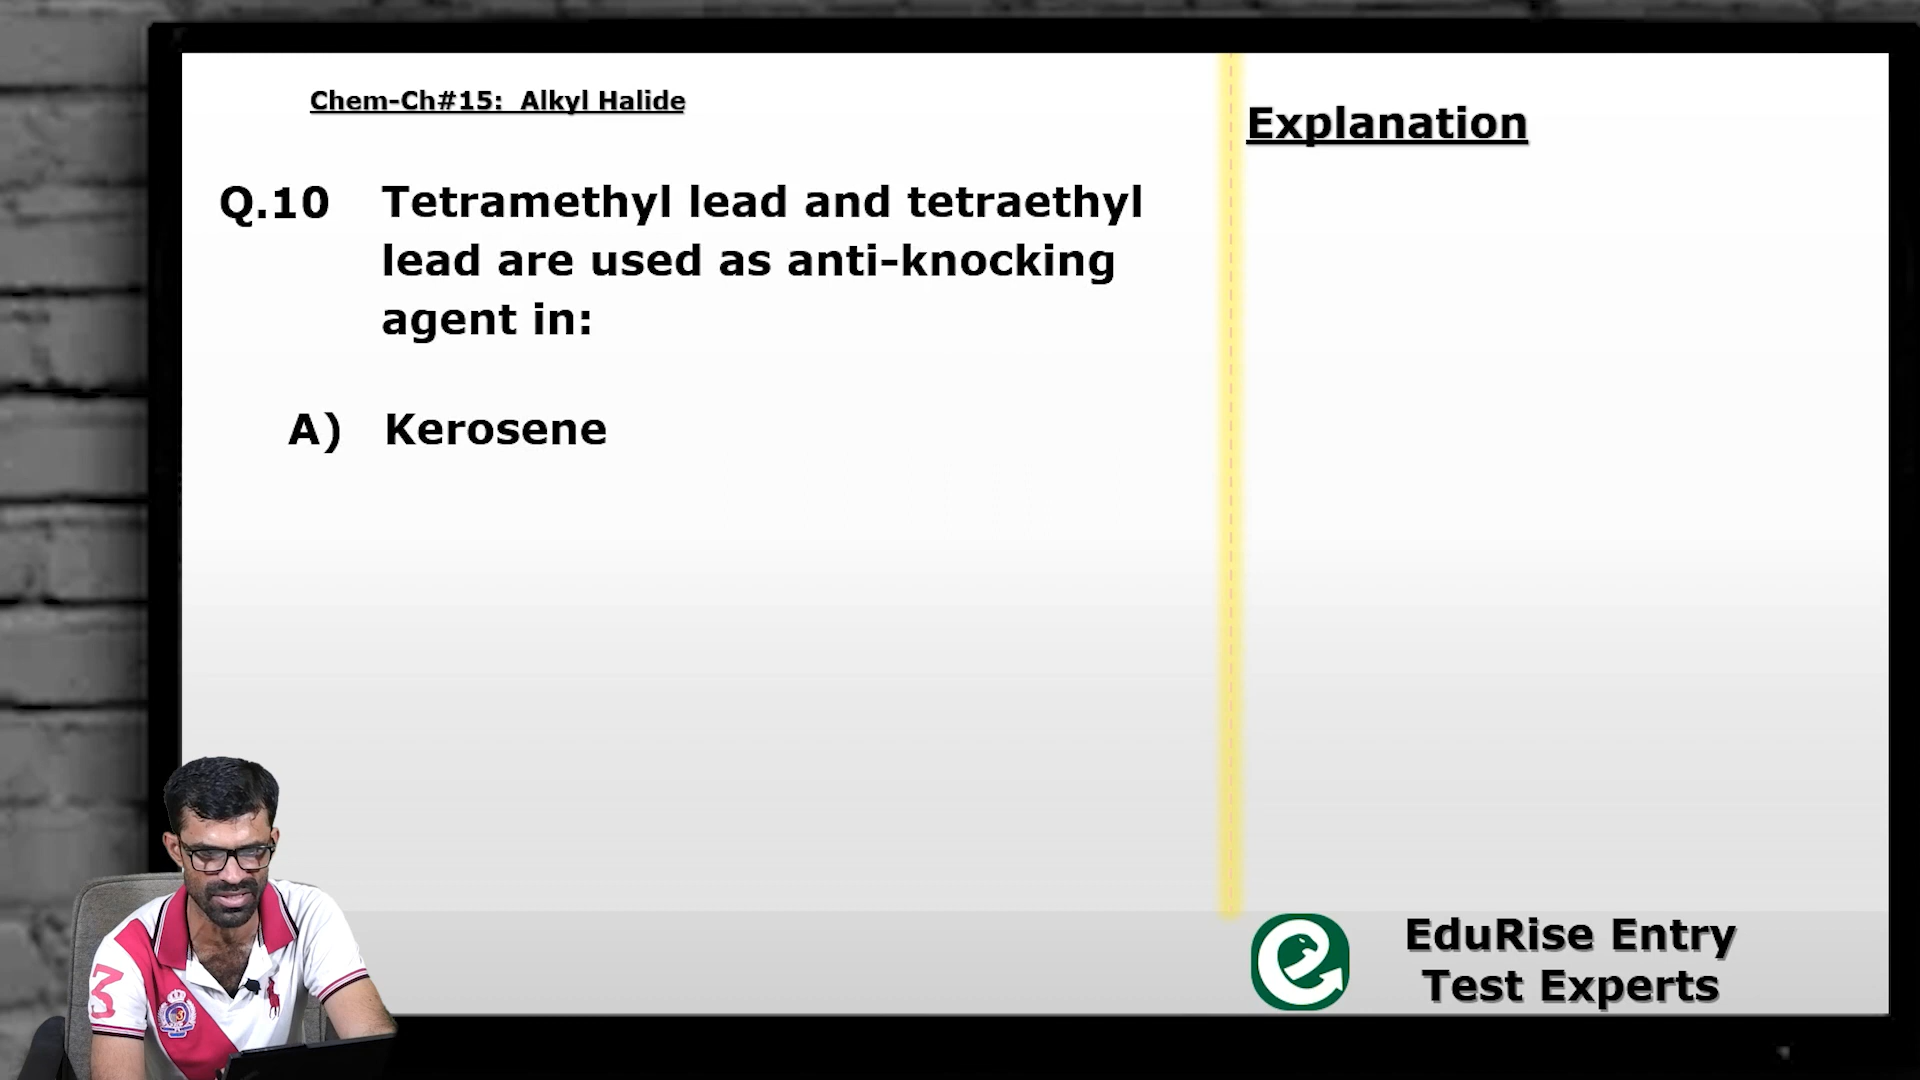 Chem-Ch#15: Alkyl Halide
Explanation
Q.10 Tetramethyl lead and tetraethyl
lead are used as anti-knocking
agent in:
A) Kerosene
3
EduRise Entry
Test Experts